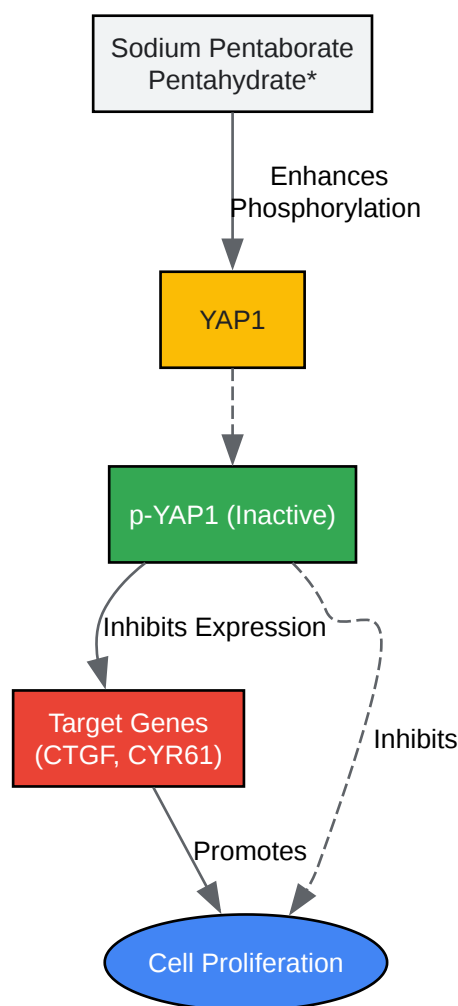 Sodium Pentaborate
Pentahydrate*
Enhances
Phosphorylation
YAP1
p-YAP1 (Inactive)
Inhibits Expression
Target Genes
(CTGF, CYR61)
Inhibits
Promotes
Cell Proliferation